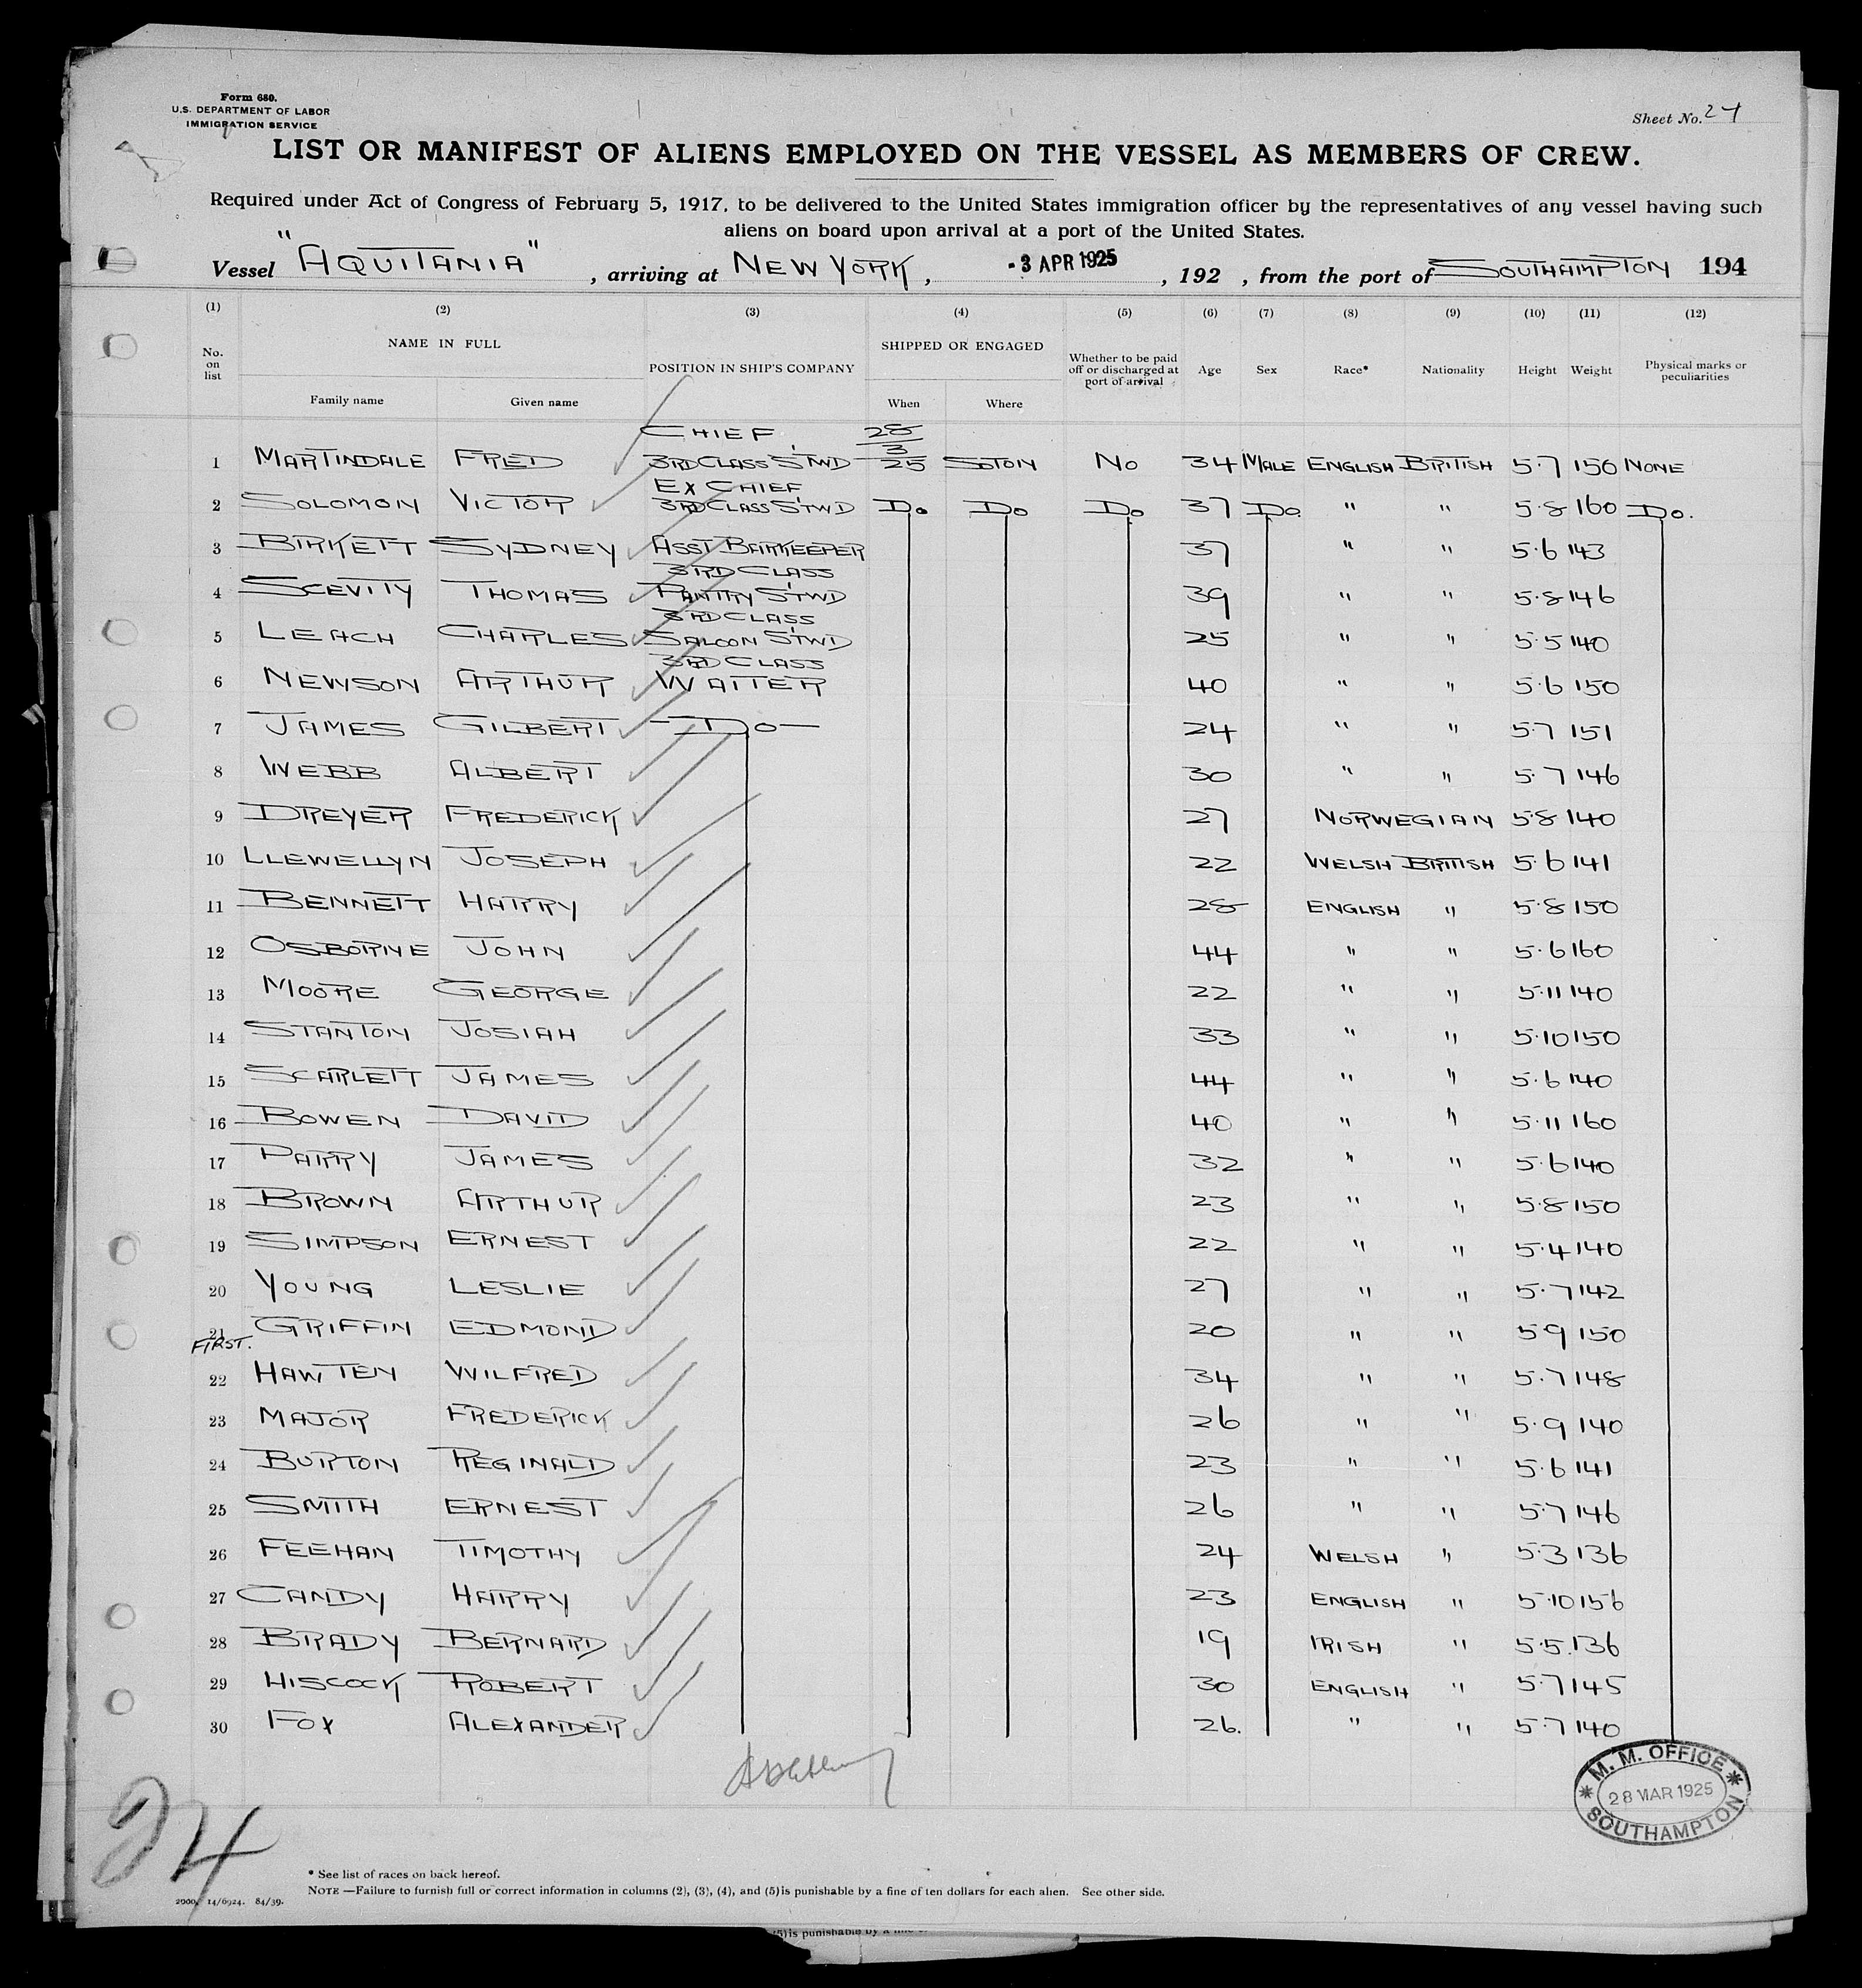 Form 680.
U.S. DEPARTMENT OF LABOR
IMMIGRATION SERVICE
Sheet No. 24
LIST OR MANIFEST OF ALIENS EMPLOYED ON THE VESSEL AS MEMBERS OF CREW.
Required under Act of Congress of February 5, 1917, to be delivered to the United States immigration officer by the representatives of any vessel having such
aliens on board upon arrival at a port of the United States.
Vessel "AQUITANIA", arriving at NEW YORK, - 3 APR 1925, 192 , from the port of SOUTHAMPTON 194
(1) (2) (3) (4) (5) (6) (7) (8) (9) (10) (11) (12)
No. on list NAME IN FULL POSITION IN SHIP'S COMPANY SHIPPED OR ENGAGED Whether to be paid off or discharged at port of arrival Age Sex Race* Nationality Height Weight Physical marks or peculiarities
Family name Given name When Where
1 MARTINDALE FRED CHIEF 3RD CLASS STWD 28/3/25 SOTON NO 34 MALE ENGLISH BRITISH 5·7 150 NONE
2 SOLOMON VICTOR EX CHIEF 3RD CLASS STWD Do Do Do 37 Do. " " 5·8 160 Do.
3 BIRKETT SYDNEY ASST BARKEEPER 37 " " 5·6 143
4 SCEVITY THOMAS 3RD CLASS PANTRY STWD 39 " " 5·8 146
5 LEACH CHARLES 3RD CLASS SALOON STWD 25 " " 5·5 140
6 NEWSON ARTHUR 3RD CLASS WAITER 40 " " 5·6 150
7 JAMES GILBERT —Do— 24 " " 5·7 151
8 WEBB ALBERT 30 " " 5·7 146
9 DREYER FREDERICK 27 NORWEGIAN 5·8 140
10 LLEWELLYN JOSEPH 22 WELSH BRITISH 5·6 141
11 BENNETT HARRY 28 ENGLISH " 5·8 150
12 OSBORNE JOHN 44 " " 5·6 160
13 MOORE GEORGE 22 " " 5·11 140
14 STANTON JOSIAH 33 " " 5·10 150
15 SCARLETT JAMES 44 " " 5·6 140
16 BOWEN DAVID 40 " " 5·11 160
17 PARRY JAMES 32 " " 5·6 140
18 BROWN ARTHUR 23 " " 5·8 150
19 SIMPSON ERNEST 22 " " 5·4 140
20 YOUNG LESLIE 27 " " 5·7 142
21 GRIFFIN EDMOND 20 " " 5·9 150
FIRST.
22 HAWTEN WILFRED 34 " " 5·7 148
23 MAJOR FREDERICK 26 " " 5·9 140
24 BURTON REGINALD 23 " " 5·6 141
25 SMITH ERNEST 26 " " 5·7 146
26 FEEHAN TIMOTHY 24 WELSH " 5·3 136
27 CANDY HARRY 23 ENGLISH " 5·10 156
28 BRADY BERNARD 19 IRISH " 5·5 136
29 HISCOCK ROBERT 30 ENGLISH " 5·7 145
30 FOX ALEXANDER 26. " " 5·7 140
M. M. OFFICE
28 MAR 1925
SOUTHAMPTON
24
* See list of races on back hereof.
NOTE—Failure to furnish full or correct information in columns (2), (3), (4), and (5) is punishable by a fine of ten dollars for each alien. See other side.
2000. 14/6924. 84/39.
(5) is punishable by a